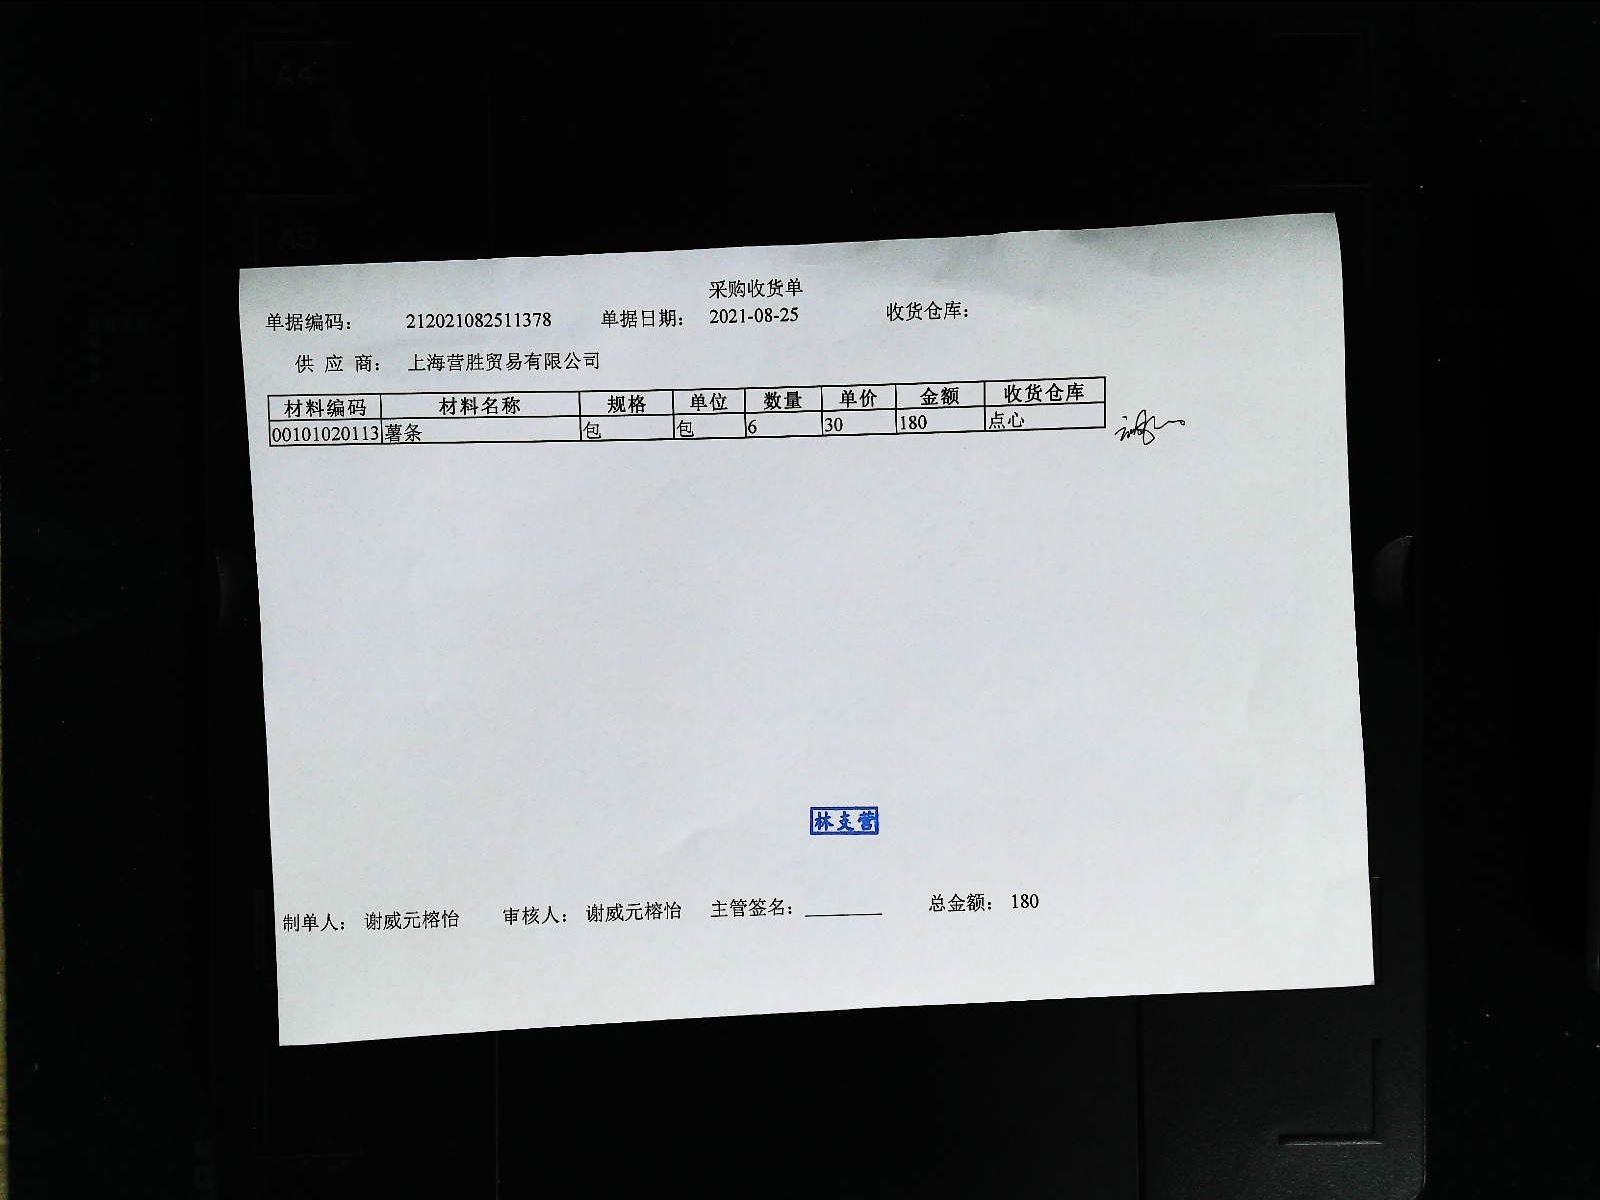 采购收货单
单据编码： 212021082511378 单据日期： 2021-08-25 收货仓库：
供 应 商： 上海营胜贸易有限公司
材料编码 材料名称 规格 单位 数量 单价 金额 收货仓库
00101020113 薯条 包 包 6 30 180 点心
林支营
制单人： 谢威元榕怡 审核人： 谢威元榕怡 主管签名： ________ 总金额： 180